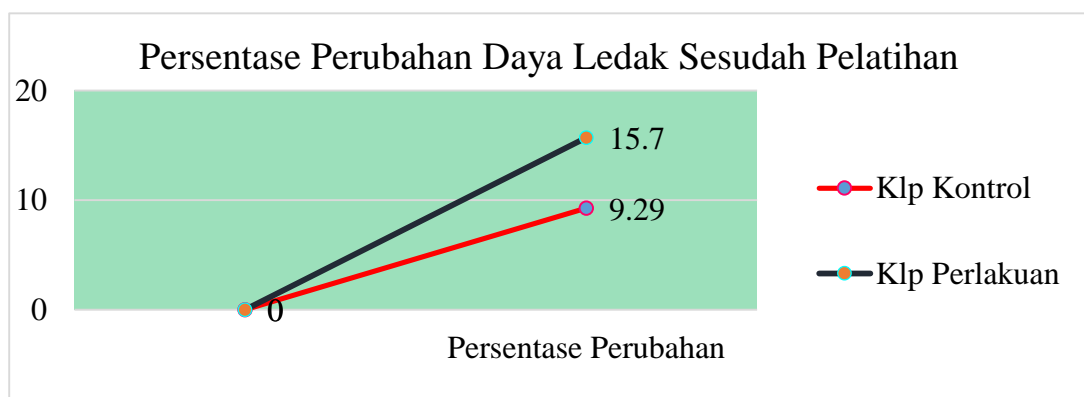 Persentase Perubahan Daya Ledak Sesudah Pelatihan
20
15.7
Klp Kontrol
10
9.29
Klp Perlakuan
0
0
Persentase Perubahan